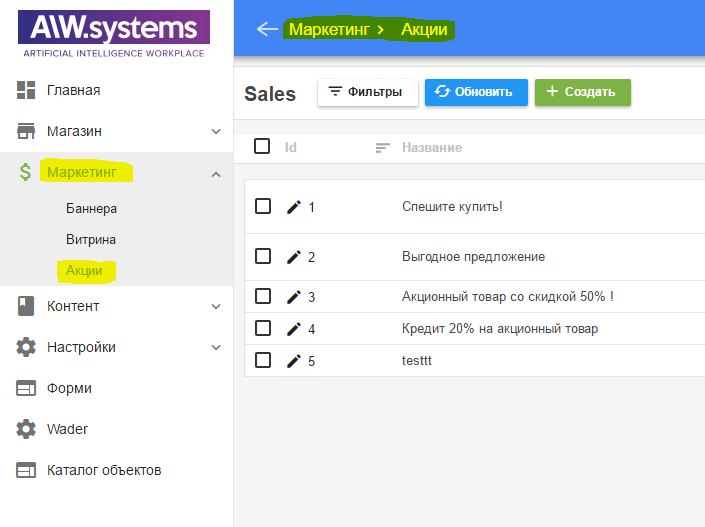 AIW.systems
ARTIFICIAL INTELLIGENCE WORKPLACE
Главная
Магазин
Маркетинг
Баннера
Витрина
Акции
Контент
Настройки
Форми
Wader
Каталог объектов
Маркетинг > Акции
Sales Фильтры Обновить + Создать
Id Название
1 Спешите купить!
2 Выгодное предложение
3 Акционный товар со скидкой 50% !
4 Кредит 20% на акционный товар
5 testtt